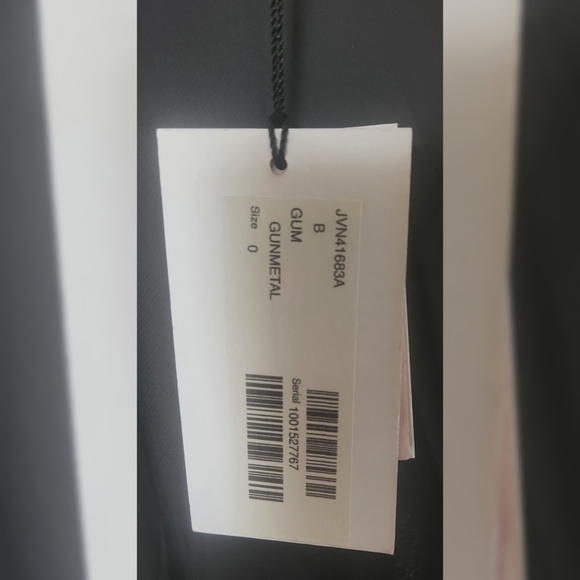 JVN41683A
B
GUM
GUNMETAL
Size 0
Serial 1001527767